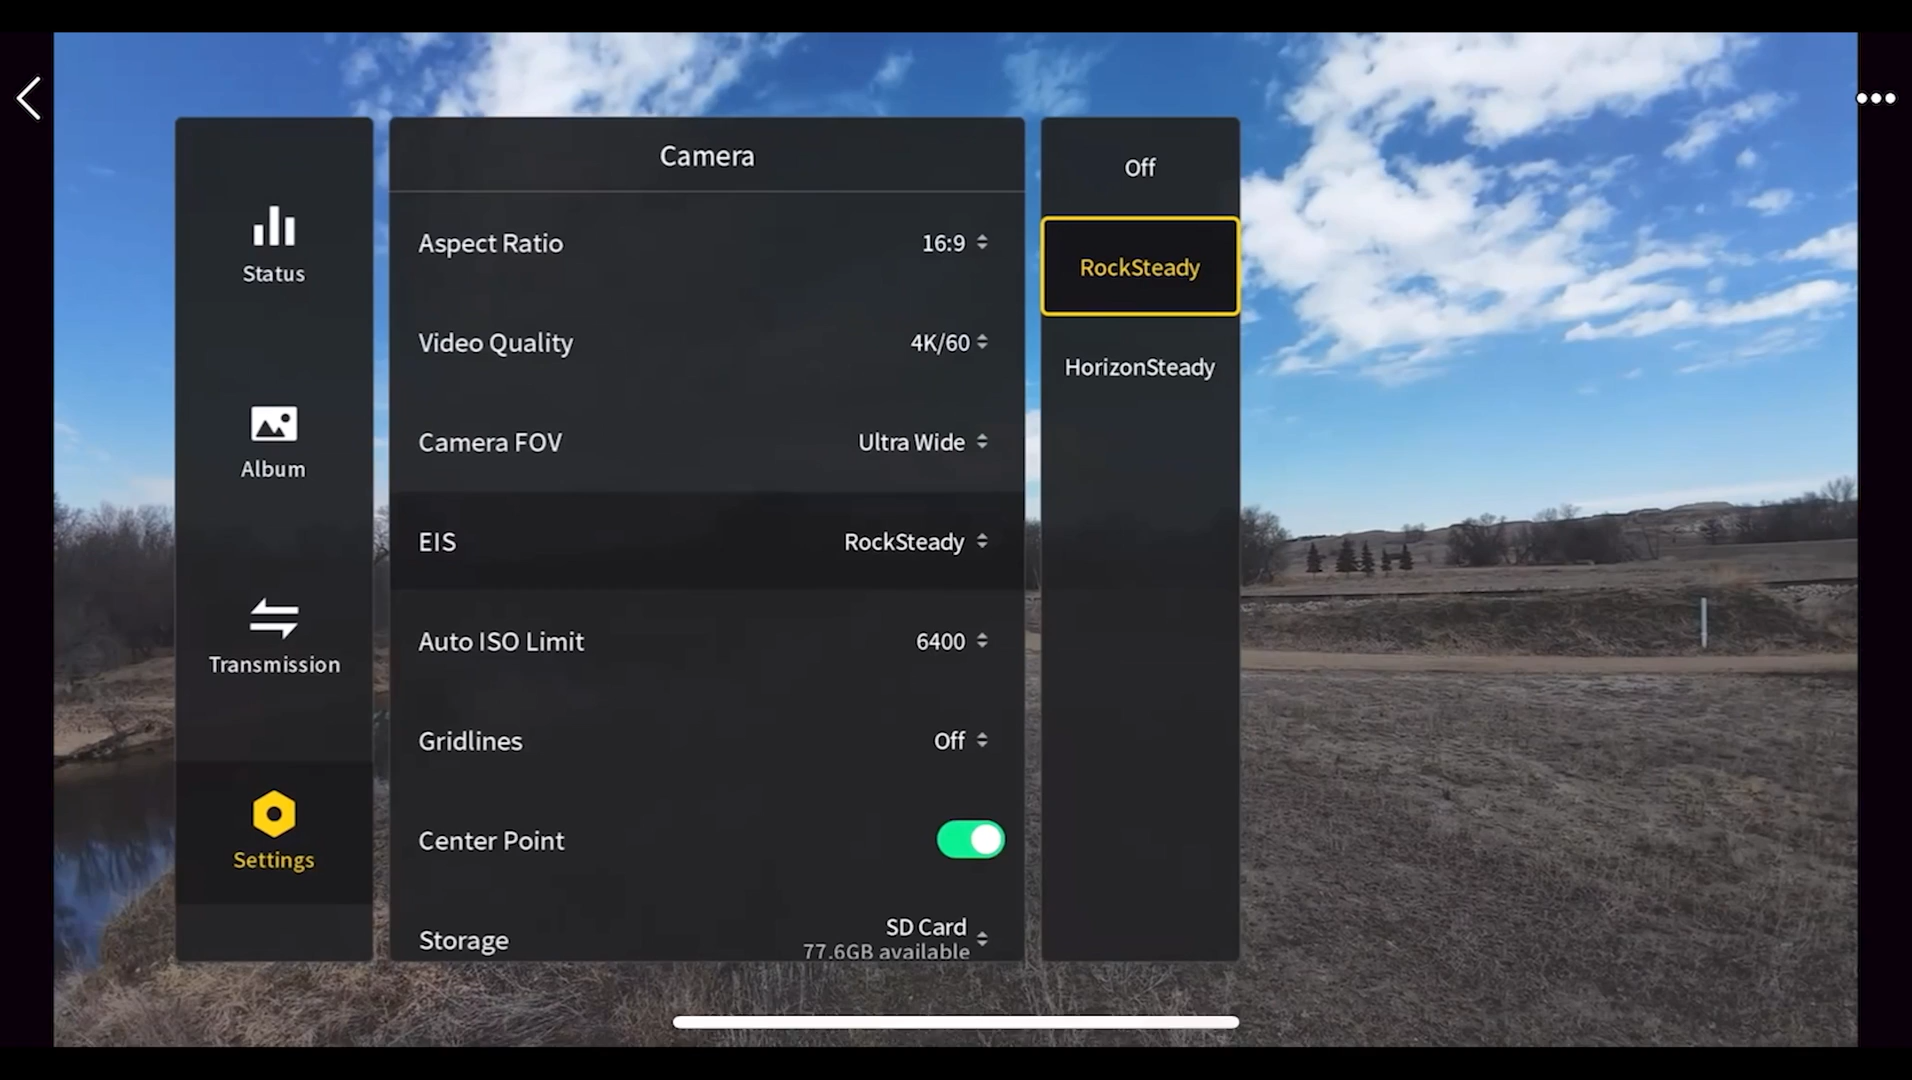 Status
Album
Transmission
Settings
Camera
Aspect Ratio 16:9
Video Quality 4K/60
Camera FOV Ultra Wide
EIS RockSteady
Auto ISO Limit 6400
Gridlines Off
Center Point
Storage SD Card
77.6GB available
Off
RockSteady
HorizonSteady